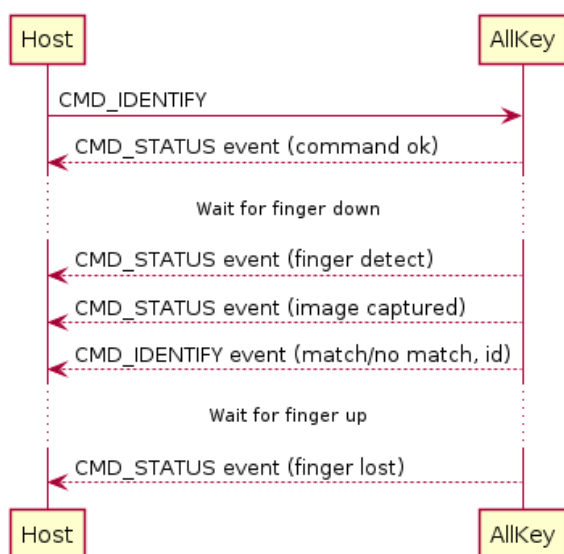 Host AllKey
CMD_IDENTIFY
CMD_STATUS event (command ok)
Wait for finger down
CMD_STATUS event (finger detect)
CMD_STATUS event (image captured)
CMD_IDENTIFY event (match/no match, id)
Wait for finger up
CMD_STATUS event (finger lost)
Host AllKey